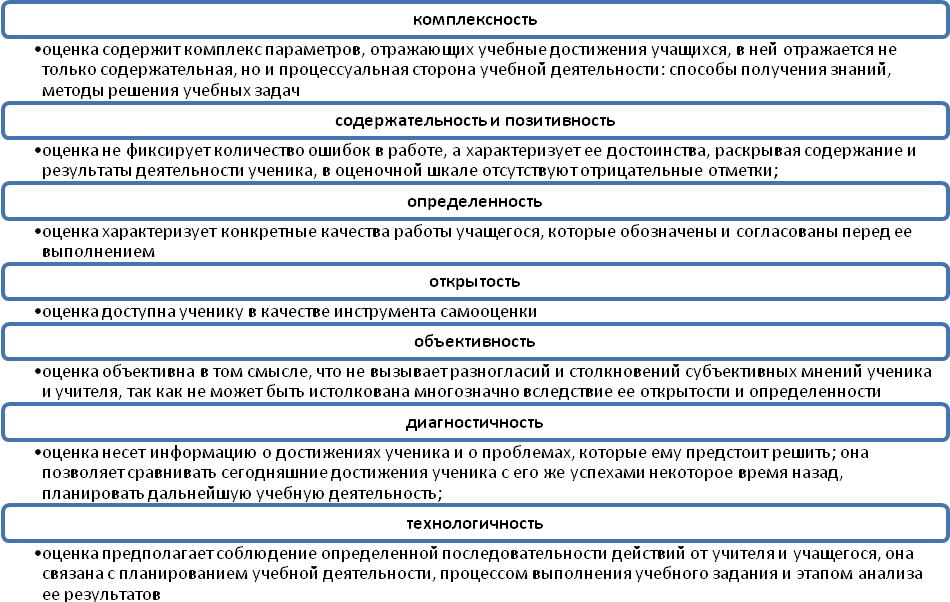 комплексность
•оценка содержит комплекс параметров, отражающих учебные достижения учащихся, в ней отражается не
только содержательная, но и процессуальная сторона учебной деятельности: способы получения знаний,
методы решения учебных задач
содержательность и позитивность
•оценка не фиксирует количество ошибок в работе, а характеризует ее достоинства, раскрывая содержание и
результаты деятельности ученика, в оценочной шкале отсутствуют отрицательные отметки;
определенность
•оценка характеризует конкретные качества работы учащегося, которые обозначены и согласованы перед ее
выполнением
открытость
•оценка доступна ученику в качестве инструмента самооценки
объективность
•оценка объективна в том смысле, что не вызывает разногласий и столкновений субъективных мнений ученика
и учителя, так как не может быть истолкована многозначно вследствие ее открытости и определенности
диагностичность
•оценка несет информацию о достижениях ученика и о проблемах, которые ему предстоит решить; она
позволяет сравнивать сегодняшние достижения ученика с его же успехами некоторое время назад,
планировать дальнейшую учебную деятельность;
технологичность
•оценка предполагает соблюдение определенной последовательности действий от учителя и учащегося, она
связана с планированием учебной деятельности, процессом выполнения учебного задания и этапом анализа
ее результатов